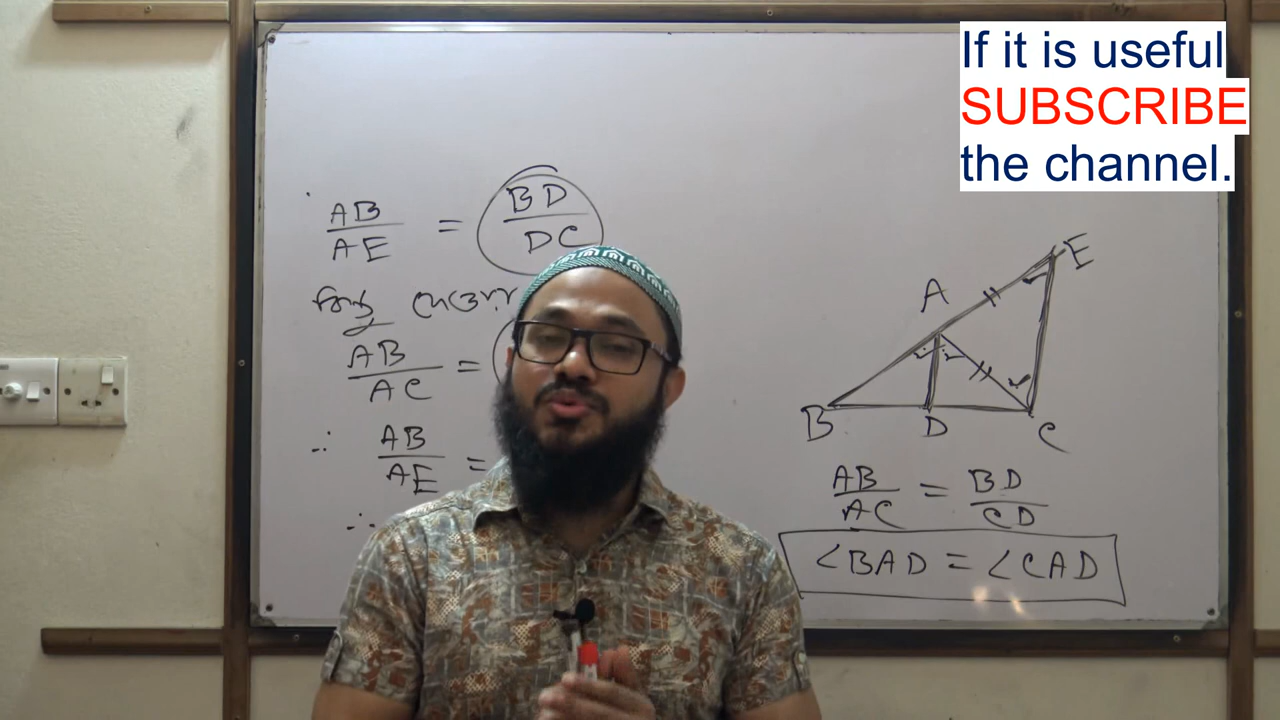 If it is useful
SUBSCRIBE
the channel.
AB/AE = BD/DC
কিন্তু দেওয়া
AB/AC =
∴ AB/AE =
∴
E
A
B D C
AB/AC = BD/CD
∠BAD = ∠CAD